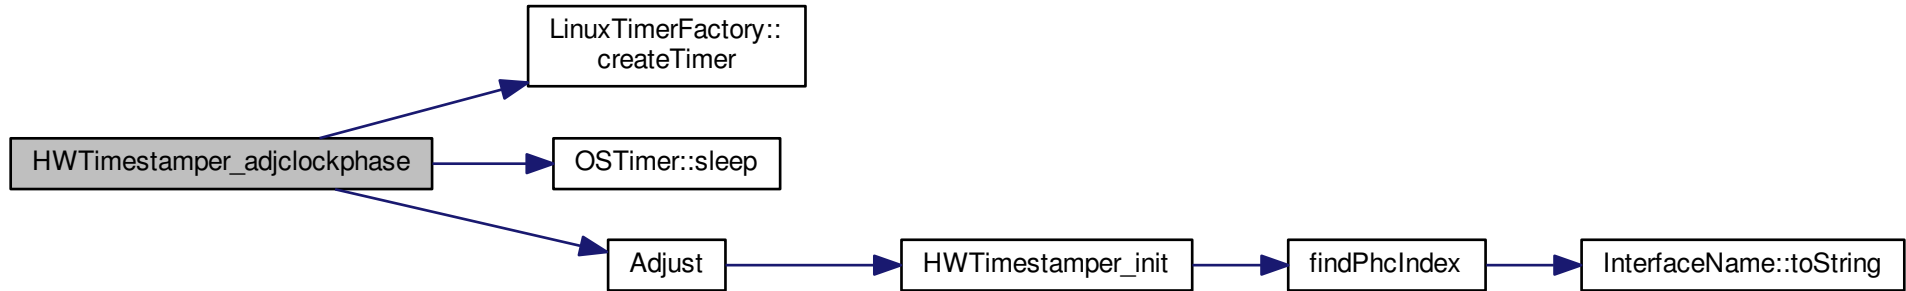 LinuxTimerFactory::
createTimer
HWTimestamper_adjclockphase
OSTimer::sleep
Adjust
HWTimestamper_init
findPhcIndex
InterfaceName::toString